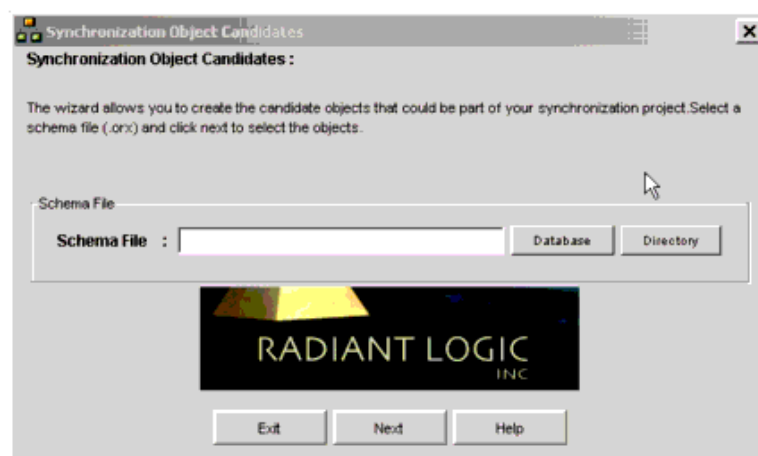 Synchronization Object Candidates
Synchronization Object Candidates :
The wizard allows you to create the candidate objects that could be part of your synchronization project.Select a
schema file (.orx) and click next to select the objects.
Schema File
Schema File : Database Directory
RADIANT LOGIC
INC
Exit Next Help